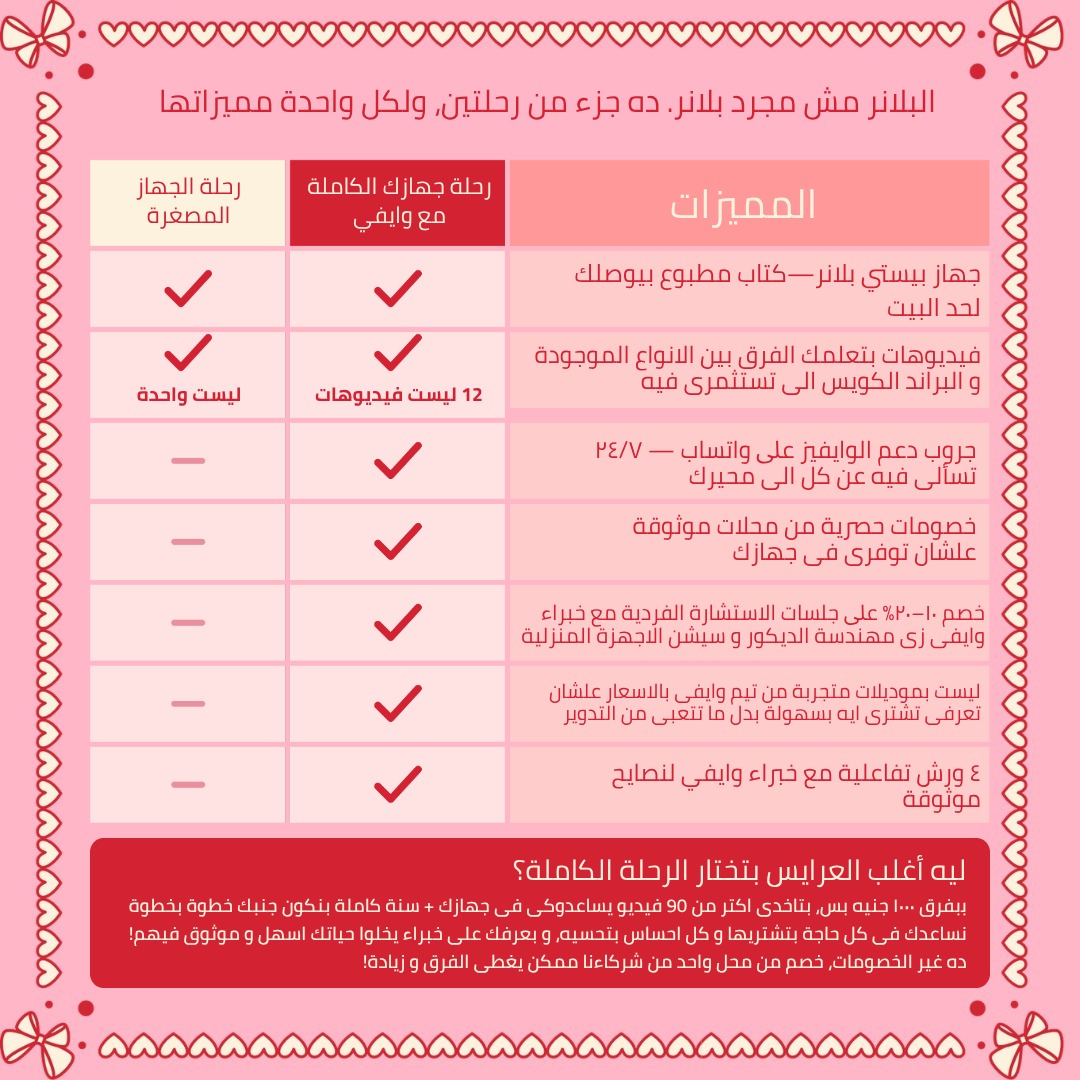 البلانر مش مجرد بلانر. ده جزء من رحلتين, ولكل واحدة مميزاتها
المميزات
رحلة جهازك الكاملة
مع وايفي
رحلة الجهاز
المصغرة
جهاز بيستي بلانر—كتاب مطبوع بيوصلك
لحد البيت
فيديوهات بتعلمك الفرق بين الانواع الموجودة
و البراند الكويس الى تستثمرى فيه
12 ليست فيديوهات
ليست واحدة
جروب دعم الوايفيز على واتساب — ٢٤/٧
تسألى فيه عن كل الى محيرك
خصومات حصرية من محلات موثوقة
علشان توفرى فى جهازك
خصم ١٠–٢٠% على جلسات الاستشارة الفردية مع خبراء
وايفى زى مهندسة الديكور و سيشن الاجهزة المنزلية
ليست بموديلات متجربة من تيم وايفى بالاسعار علشان
تعرفى تشترى ايه بسهولة بدل ما تتعبى من التدوير
٤ ورش تفاعلية مع خبراء وايفي لنصايح
موثوقة
ليه أغلب العرايس بتختار الرحلة الكاملة؟
ببفرق ١٠٠٠ جنيه بس, بتاخدى اكتر من 90 فيديو يساعدوكى فى جهازك + سنة كاملة بنكون جنبك خطوة بخطوة
نساعدك فى كل حاجة بتشتريها و كل احساس بتحسيه, و بعرفك على خبراء يخلوا حياتك اسهل و موثوق فيهم!
ده غير الخصومات, خصم من محل واحد من شركاءنا ممكن يغطى الفرق و زيادة!